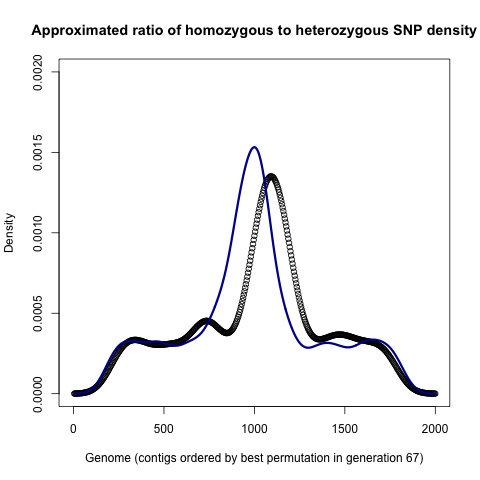 Approximated ratio of homozygous to heterozygous SNP density
Density
0.0020
0.0015
0.0010
0.0005
0.0000
0 500 1000 1500 2000
Genome (contigs ordered by best permutation in generation 67)